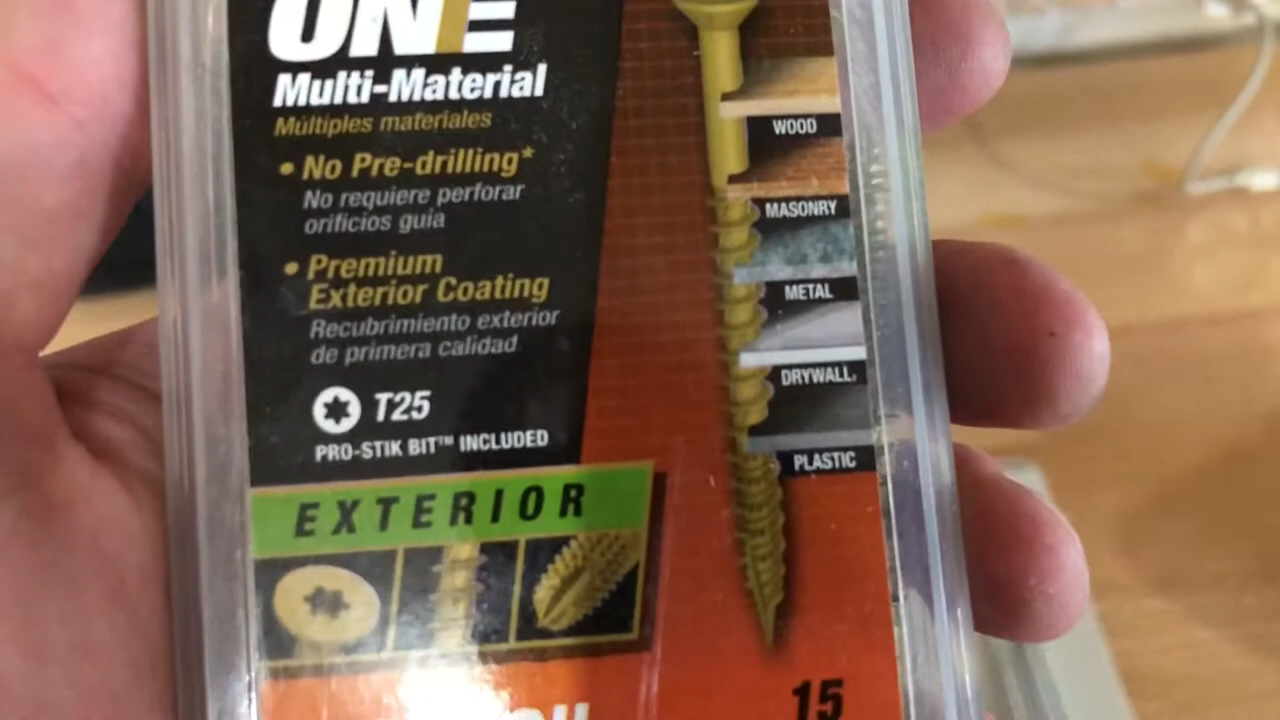 ONE
Multi-Material
Múltiples materiales
• No Pre-drilling*
No requiere perforar
orificios guía
• Premium
Exterior Coating
Recubrimiento exterior
de primera calidad
T25
PRO-STIK BIT™ INCLUDED
EXTERIOR
WOOD
MASONRY
METAL
DRYWALL
PLASTIC
15